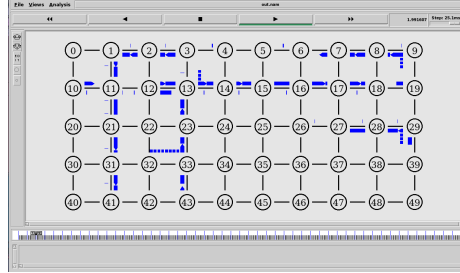 File Views Analysis
out.nam
1.991687 Step: 25.1ms
0 1 2 3 4 5 6 7 8 9
10 11 12 13 14 15 16 17 18 19
20 21 22 23 24 25 26 27 28 29
30 31 32 33 34 35 36 37 38 39
40 41 42 43 44 45 46 47 48 49